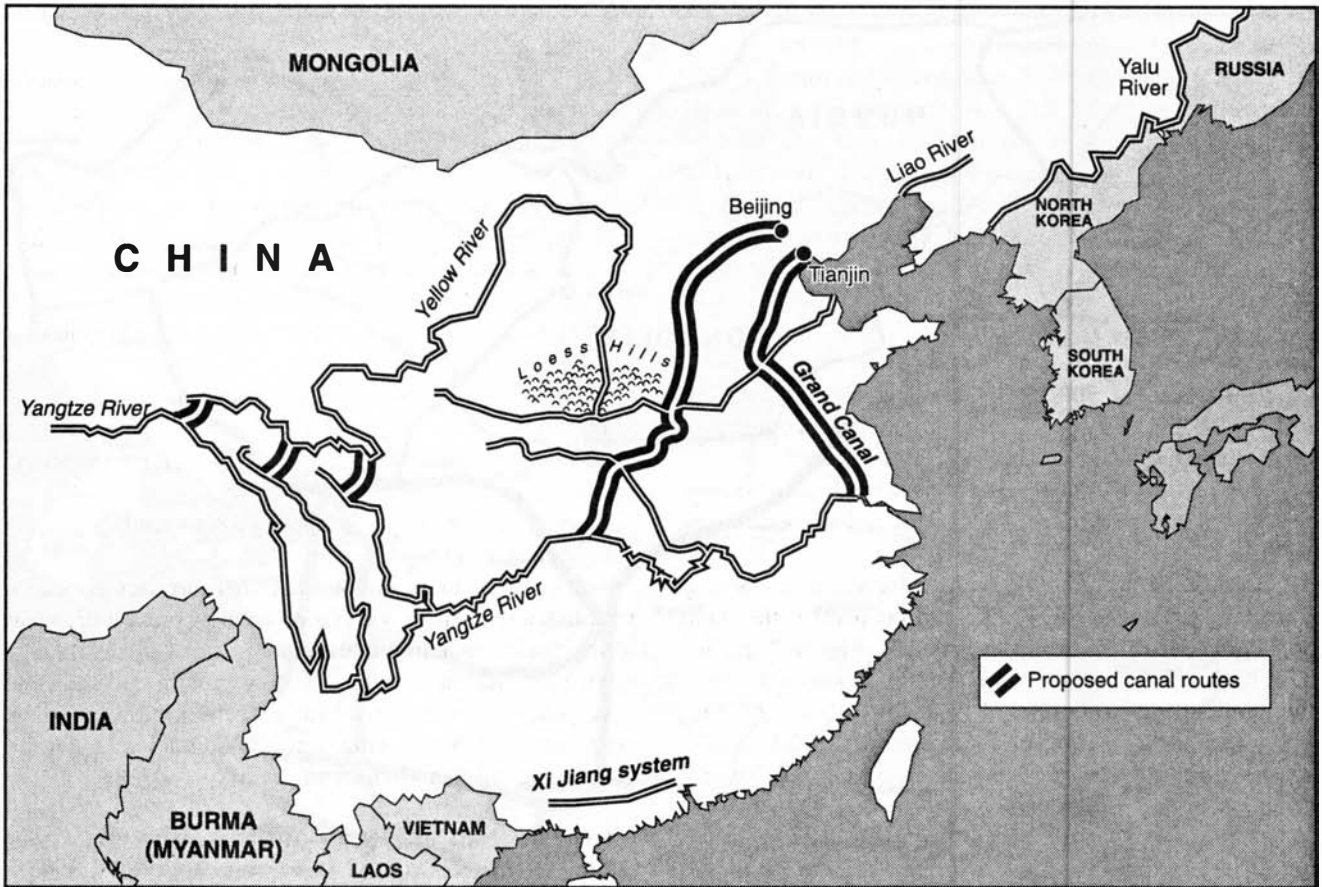 MONGOLIA
Yalu
River
RUSSIA
Liao River
Beijing
NORTH
KOREA
CHINA
Yellow River
Tianjin
Loess Hills
SOUTH
KOREA
Grand Canal
Yangtze River
Yangtze River
Proposed canal routes
INDIA
Xi Jiang system
BURMA
(MYANMAR)
VIETNAM
LAOS